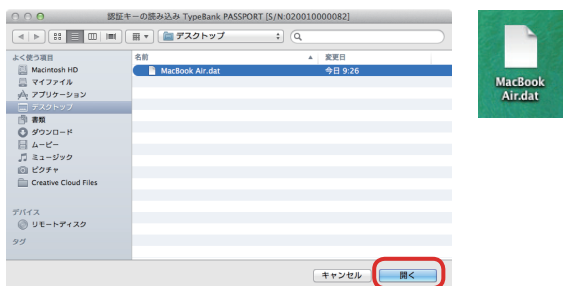 認証キーの読み込み TypeBank PASSPORT [S/N:020010000082]
デスクトップ
よく使う項目
Macintosh HD
マイファイル
アプリケーション
デスクトップ
書類
ダウンロード
ムービー
ミュージック
ピクチャ
Creative Cloud Files
デバイス
リモートディスク
タグ
名前 変更日
MacBook Air.dat 今日 9:26
キャンセル 開く
MacBook
Air.dat